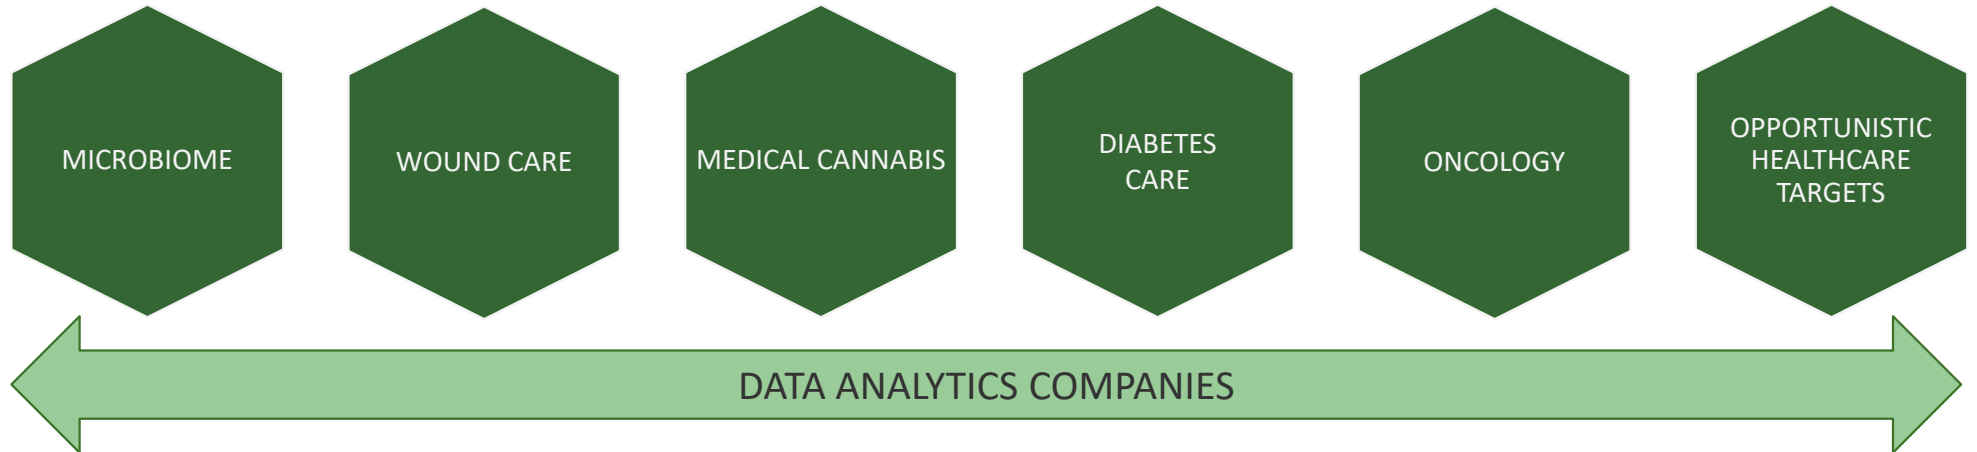 MICROBIOME
WOUND CARE
MEDICAL CANNABIS
DIABETES
CARE
ONCOLOGY
OPPORTUNISTIC
HEALTHCARE
TARGETS
DATA ANALYTICS COMPANIES